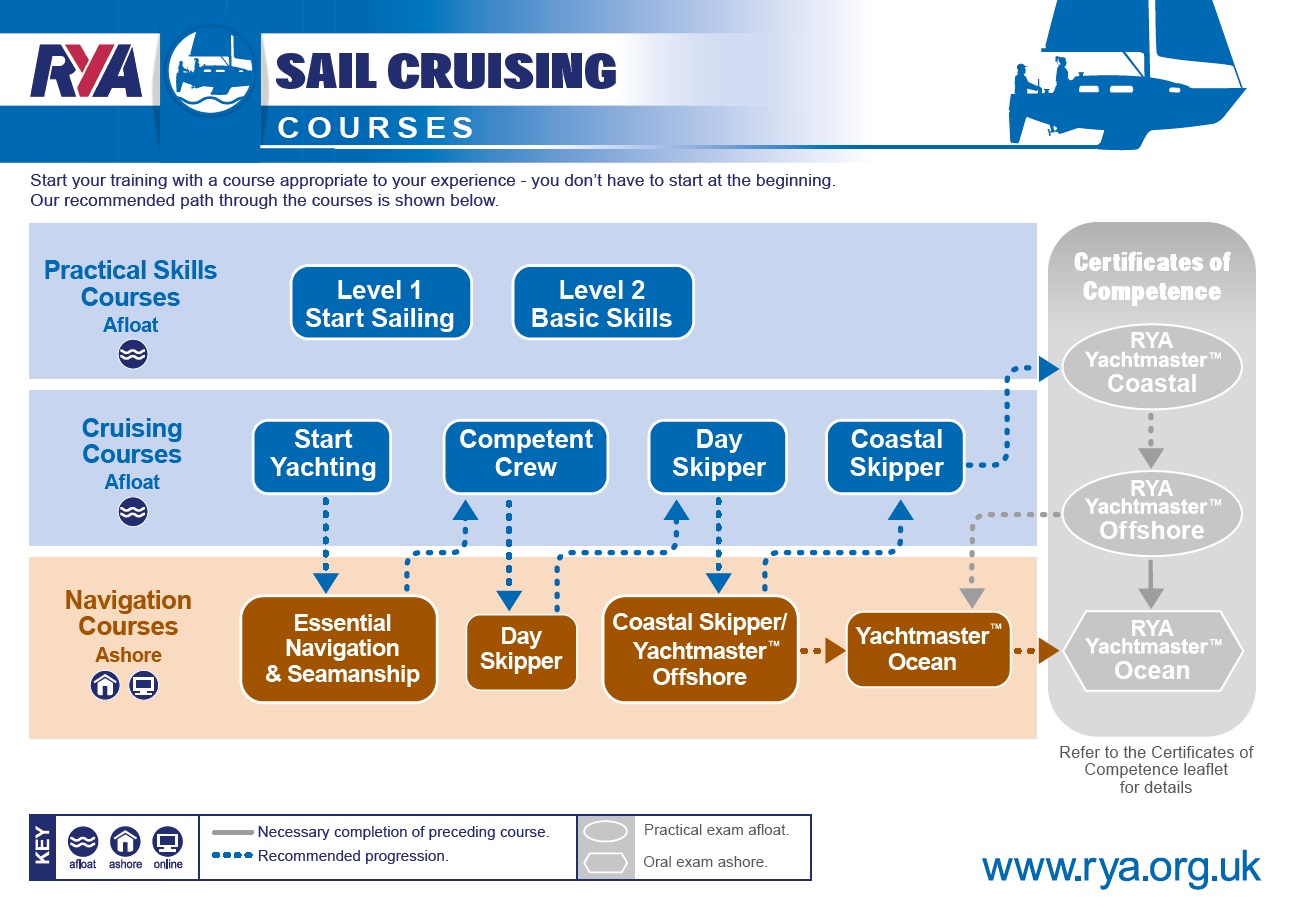 RYA
SAIL CRUISING
COURSES
Start your training with a course appropriate to your experience - you don’t have to start at the beginning.
Our recommended path through the courses is shown below.
Practical Skills
Courses
Afloat
Level 1
Start Sailing
Level 2
Basic Skills
Cruising
Courses
Afloat
Start
Yachting
Competent
Crew
Day
Skipper
Coastal
Skipper
Navigation
Courses
Ashore
Essential
Navigation
& Seamanship
Day
Skipper
Coastal Skipper/
Yachtmaster™
Offshore
Yachtmaster™
Ocean
Certificates of
Competence
RYA
Yachtmaster™
Coastal
RYA
Yachtmaster™
Offshore
RYA
Yachtmaster™
Ocean
Refer to the Certificates of
Competence leaflet
for details
KEY
afloat
ashore
online
Necessary completion of preceding course.
Recommended progression.
Practical exam afloat.
Oral exam ashore.
www.rya.org.uk